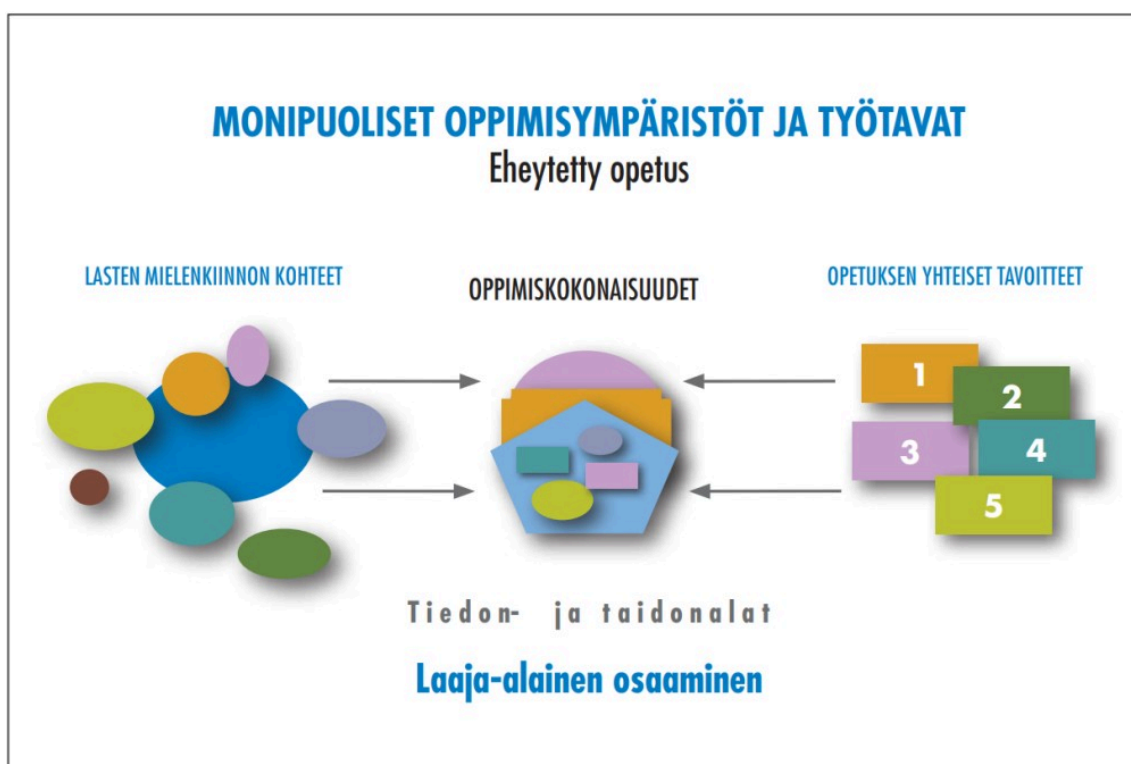 MONIPUOLISET OPPIMISYMPÄRISTÖT JA TYÖTAVAT
Eheytetty opetus
LASTEN MIELENKIINNON KOHTEET
OPPIMISKOKONAISUUDET
OPETUKSEN YHTEISET TAVOITTEET
1
2
3
4
5
Tiedon- ja taidonalat
Laaja-alainen osaaminen